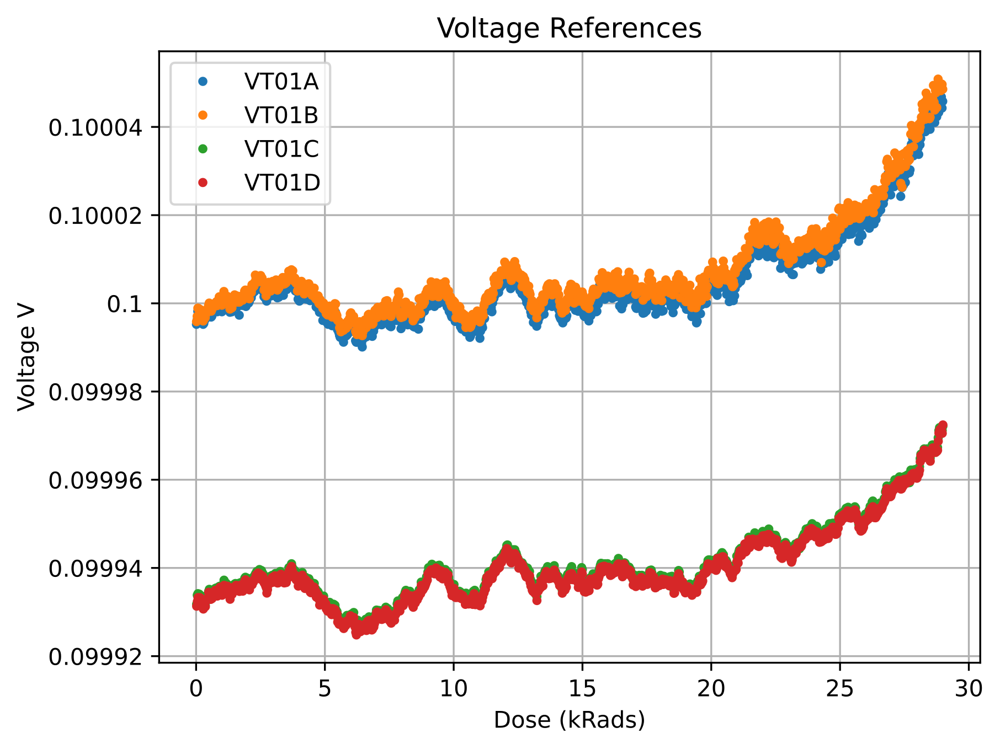 Voltage References
VT01A
VT01B
VT01C
VT01D
0.10004
0.10002
0.1
0.09998
0.09996
0.09994
0.09992
Voltage V
0 5 10 15 20 25 30
Dose (kRads)